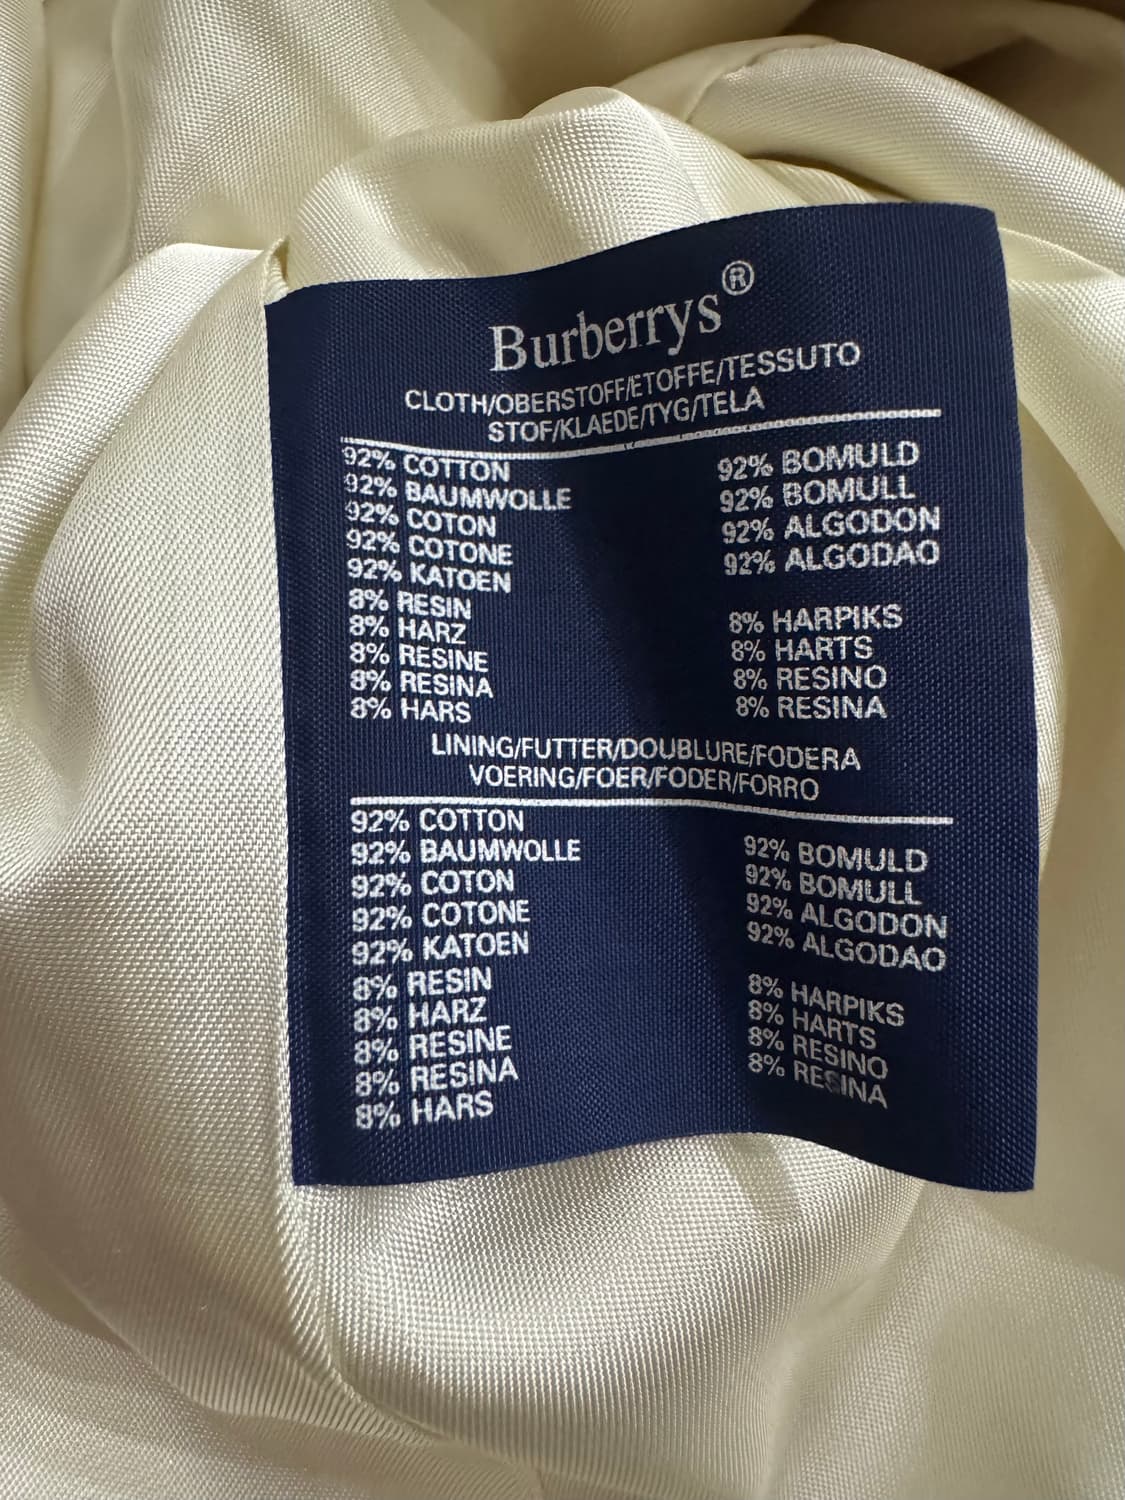 Burberrys®
CLOTH/OBERSTOFF/ETOFFE/TESSUTO
STOF/KLAEDE/TYG/TELA
92% COTTON
92% BAUMWOLLE
92% COTON
92% COTONE
92% KATOEN
8% RESIN
8% HARZ
8% RESINE
8% RESINA
8% HARS
92% BOMULD
92% BOMULL
92% ALGODON
92% ALGODAO
8% HARPIKS
8% HARTS
8% RESINO
8% RESINA
LINING/FUTTER/DOUBLURE/FODERA
VOERING/FOER/FODER/FORRO
92% COTTON
92% BAUMWOLLE
92% COTON
92% COTONE
92% KATOEN
8% RESIN
8% HARZ
8% RESINE
8% RESINA
8% HARS
92% BOMULD
92% BOMULL
92% ALGODON
92% ALGODAO
8% HARPIKS
8% HARTS
8% RESINO
8% RESINA